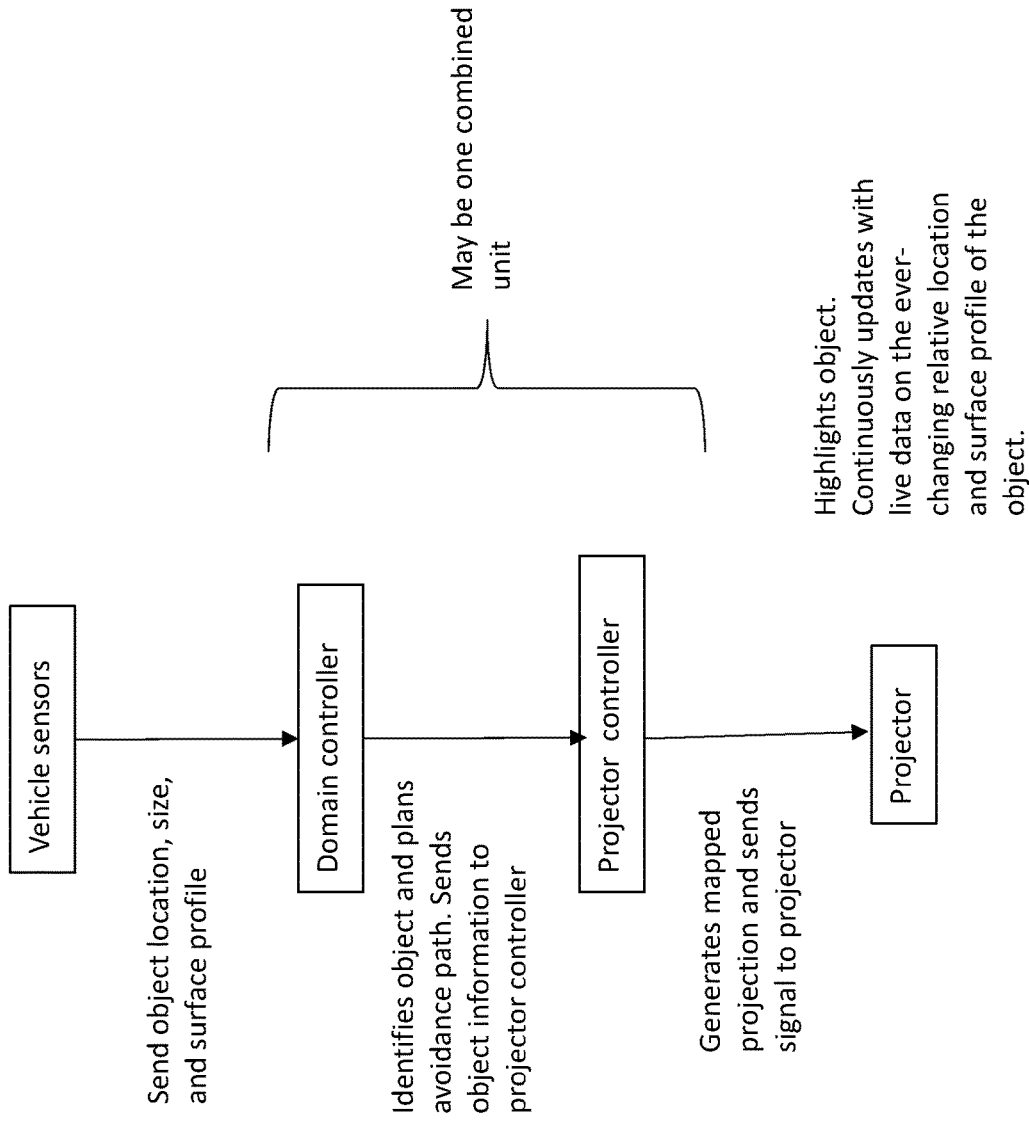 Vehicle sensors
Send object location, size,
and surface profile
Domain controller
Identifies object and plans
avoidance path. Sends
object information to
projector controller
May be one combined
unit
Projector controller
Generates mapped
projection and sends
signal to projector
Projector
Highlights object.
Continuously updates with
live data on the ever-
changing relative location
and surface profile of the
object.